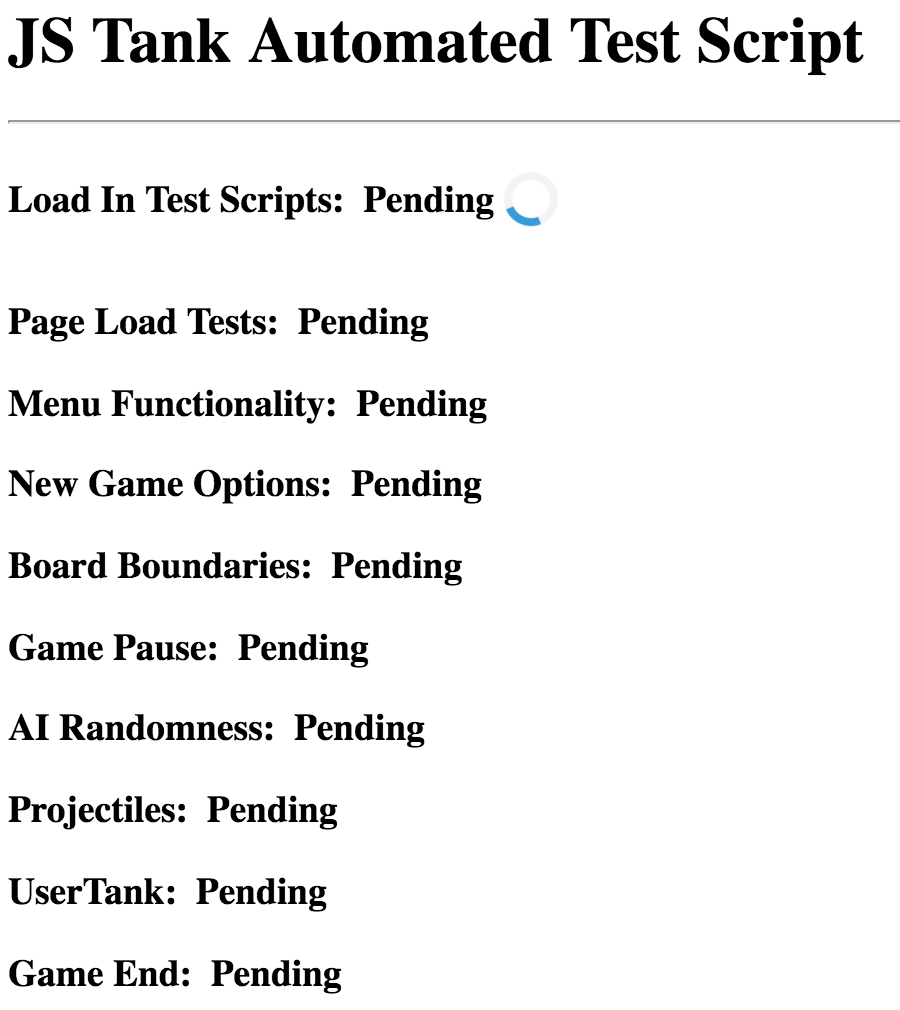 JS Tank Automated Test Script
Load In Test Scripts: Pending
Page Load Tests: Pending
Menu Functionality: Pending
New Game Options: Pending
Board Boundaries: Pending
Game Pause: Pending
AI Randomness: Pending
Projectiles: Pending
UserTank: Pending
Game End: Pending